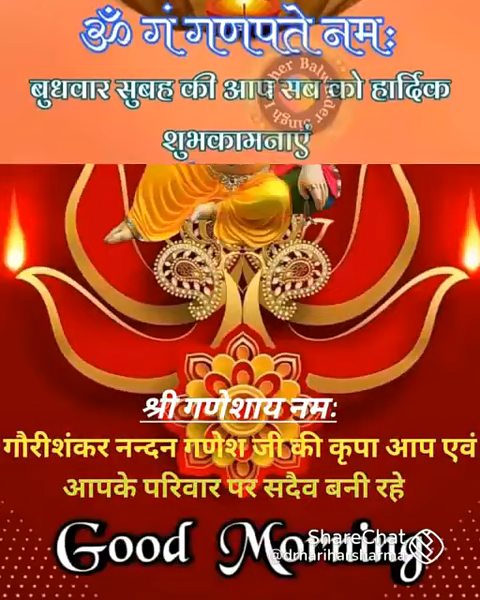 ॐ गं गणपते नमः
बुधवार सुबह की आप सब को हार्दिक
शुभकामनाएं
श्री गणेशाय नमः
गौरीशंकर नन्दन गणेश जी की कृपा आप एवं
आपके परिवार पर सदैव बनी रहे
Good Morning
ShareChat
@drhariharsharma